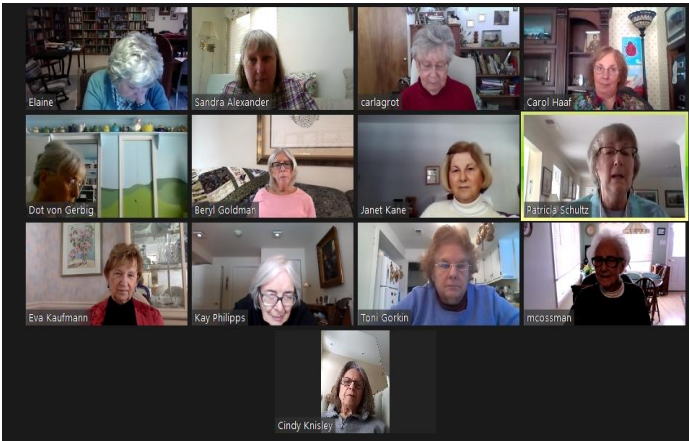 Elaine
Sandra Alexander
carlagrot
Carol Haaf
Dot von Gerbig
Beryl Goldman
Janet Kane
Patricia Schultz
Eva Kaufmann
Kay Philipps
Toni Gorkin
mcossman
Cindy Knisley